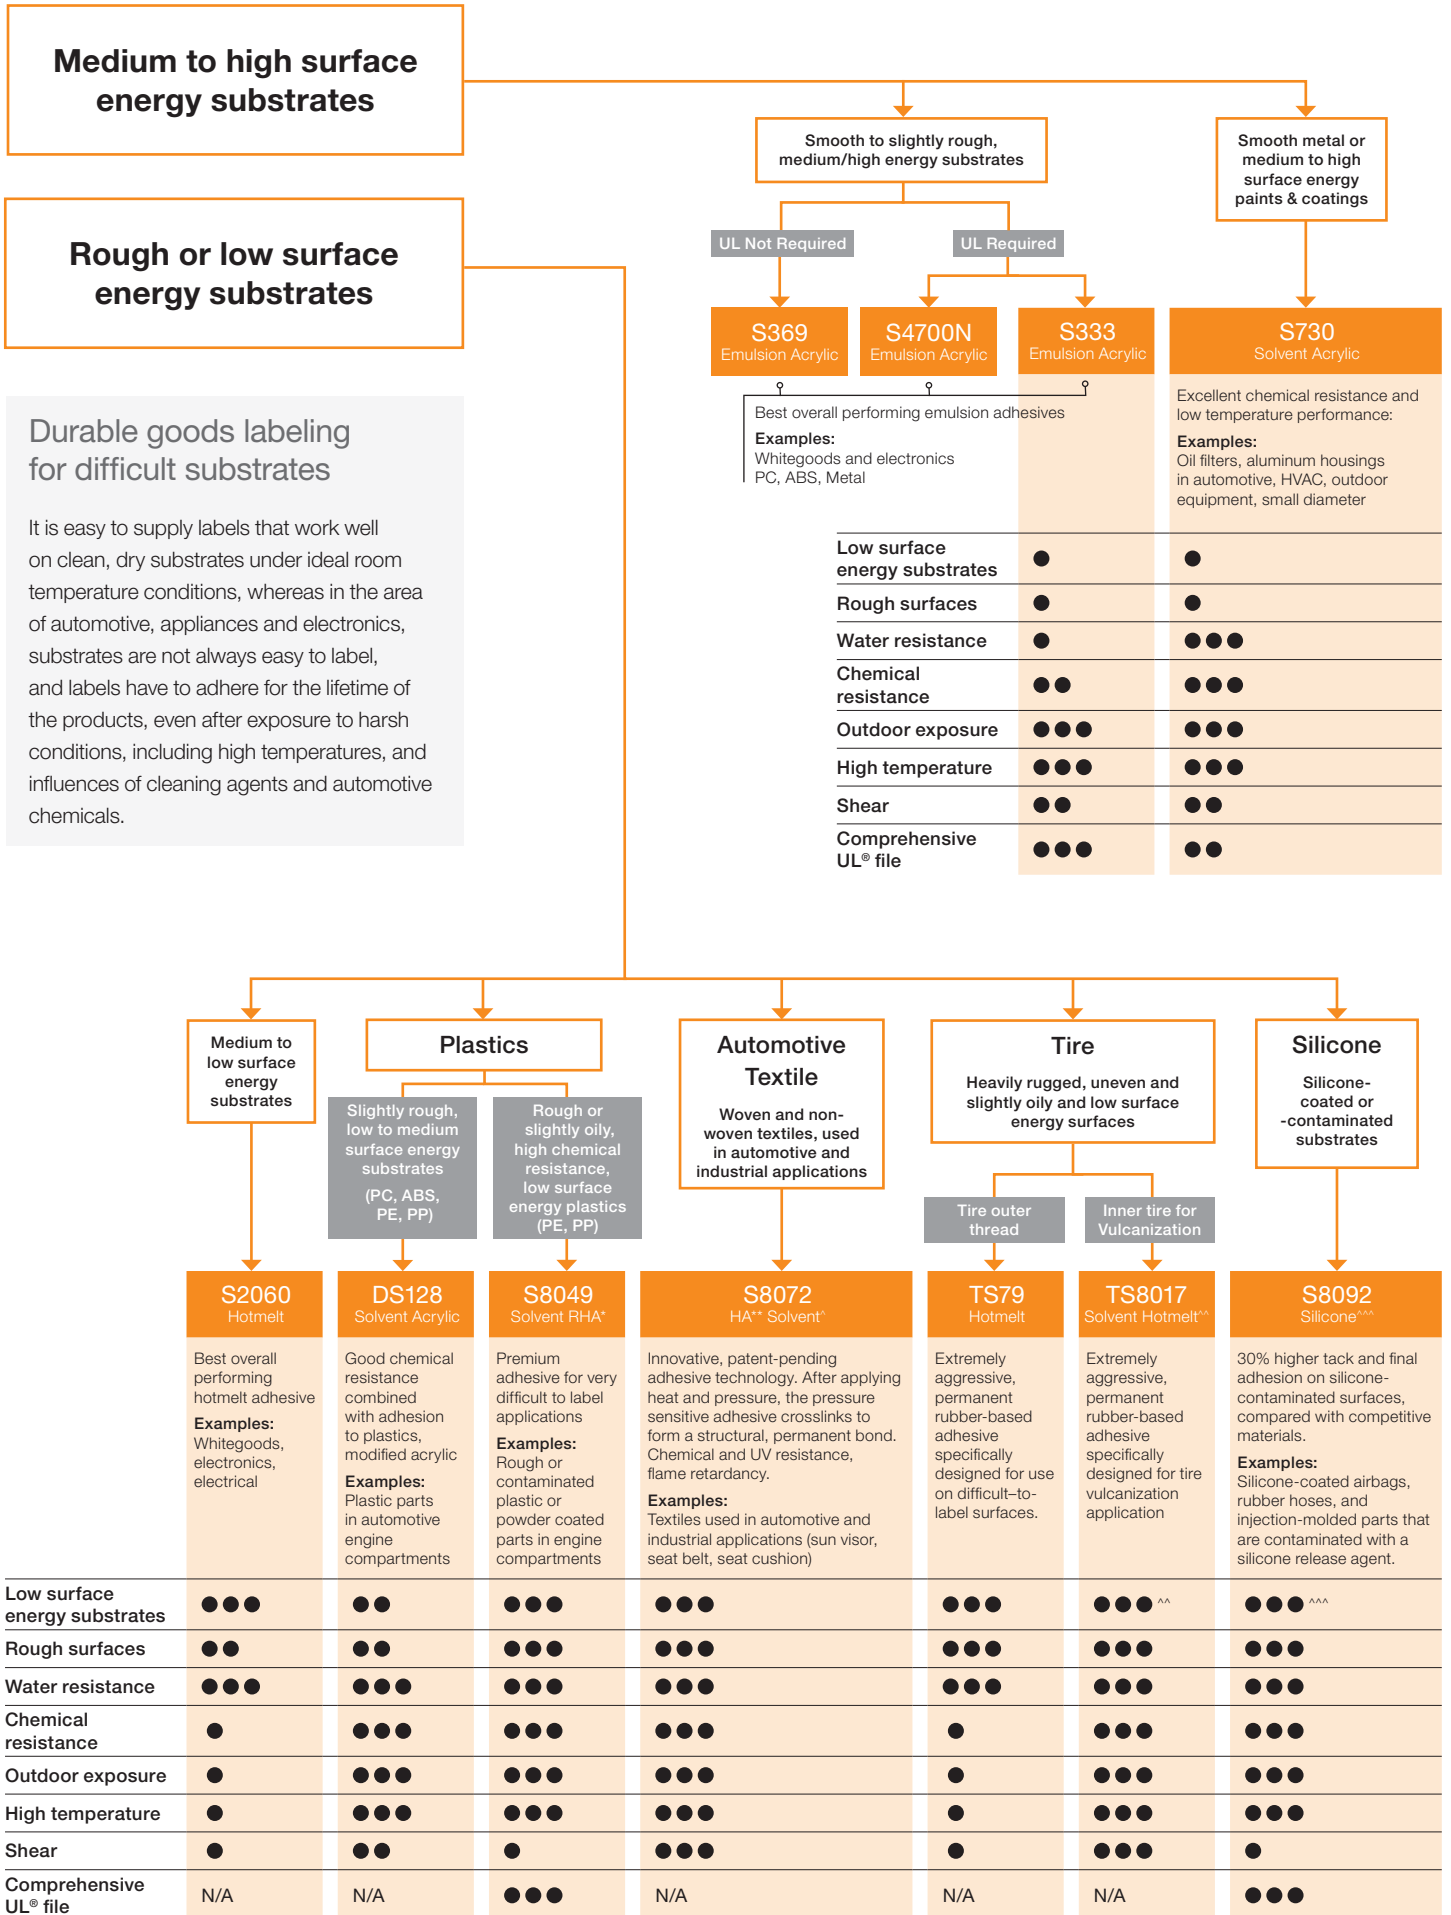 Medium to high surface
energy substrates
Rough or low surface
energy substrates
Durable goods labeling
for difficult substrates
It is easy to supply labels that work well
on clean, dry substrates under ideal room
temperature conditions, whereas in the area
of automotive, appliances and electronics,
substrates are not always easy to label,
and labels have to adhere for the lifetime of
the products, even after exposure to harsh
conditions, including high temperatures, and
influences of cleaning agents and automotive
chemicals.
Smooth to slightly rough,
medium/high energy substrates
Smooth metal or
medium to high
surface energy
paints & coatings
UL Not Required
UL Required
S369
Emulsion Acrylic
S4700N
Emulsion Acrylic
S333
Emulsion Acrylic
S730
Solvent Acrylic
Best overall performing emulsion adhesives
Examples:
Whitegoods and electronics
PC, ABS, Metal
Excellent chemical resistance and
low temperature performance:
Examples:
Oil filters, aluminum housings
in automotive, HVAC, outdoor
equipment, small diameter
Low surface
energy substrates ● ●
Rough surfaces ● ●
Water resistance ● ●●●
Chemical
resistance ●● ●●●
Outdoor exposure ●●● ●●●
High temperature ●●● ●●●
Shear ●● ●●
Comprehensive
UL® file ●●● ●●
Medium to
low surface
energy
substrates
Plastics
Slightly rough,
low to medium
surface energy
substrates
(PC, ABS,
PE, PP)
Rough or
slightly oily,
high chemical
resistance,
low surface
energy plastics
(PE, PP)
Automotive
Textile
Woven and non-
woven textiles, used
in automotive and
industrial applications
Tire
Heavily rugged, uneven and
slightly oily and low surface
energy surfaces
Tire outer
thread
Inner tire for
Vulcanization
Silicone
Silicone-
coated or
-contaminated
substrates
S2060
Hotmelt
Best overall
performing
hotmelt adhesive
Examples:
Whitegoods,
electronics,
electrical
DS128
Solvent Acrylic
Good chemical
resistance
combined
with adhesion
to plastics,
modified acrylic
Examples:
Plastic parts
in automotive
engine
compartments
S8049
Solvent RHA*
Premium
adhesive for very
difficult to label
applications
Examples:
Rough or
contaminated
plastic or
powder coated
parts in engine
compartments
S8072
HA** Solvent^
Innovative, patent-pending
adhesive technology. After applying
heat and pressure, the pressure
sensitive adhesive crosslinks to
form a structural, permanent bond.
Chemical and UV resistance,
flame retardancy.
Examples:
Textiles used in automotive and
industrial applications (sun visor,
seat belt, seat cushion)
TS79
Hotmelt
Extremely
aggressive,
permanent
rubber-based
adhesive
specifically
designed for use
on difficult–to-
label surfaces.
TS8017
Solvent Hotmelt^^
Extremely
aggressive,
permanent
rubber-based
adhesive
specifically
designed for tire
vulcanization
application
S8092
Silicone^^^
30% higher tack and final
adhesion on silicone-
contaminated surfaces,
compared with competitive
materials.
Examples:
Silicone-coated airbags,
rubber hoses, and
injection-molded parts that
are contaminated with a
silicone release agent.
Low surface
energy substrates ●●● ●● ●●● ●●● ●●● ●●● ^^ ●●● ^^^
Rough surfaces ●● ●● ●●● ●●● ●●● ●●● ●●●
Water resistance ●●● ●●● ●●● ●●● ●●● ●●● ●●●
Chemical
resistance ● ●●● ●●● ●●● ● ●●● ●●●
Outdoor exposure ● ●●● ●●● ●●● ● ●●● ●●●
High temperature ● ●●● ●●● ●●● ● ●●● ●●●
Shear ● ●● ● ●●● ● ●●● ●
Comprehensive
UL® file N/A N/A ●●● N/A N/A N/A ●●●